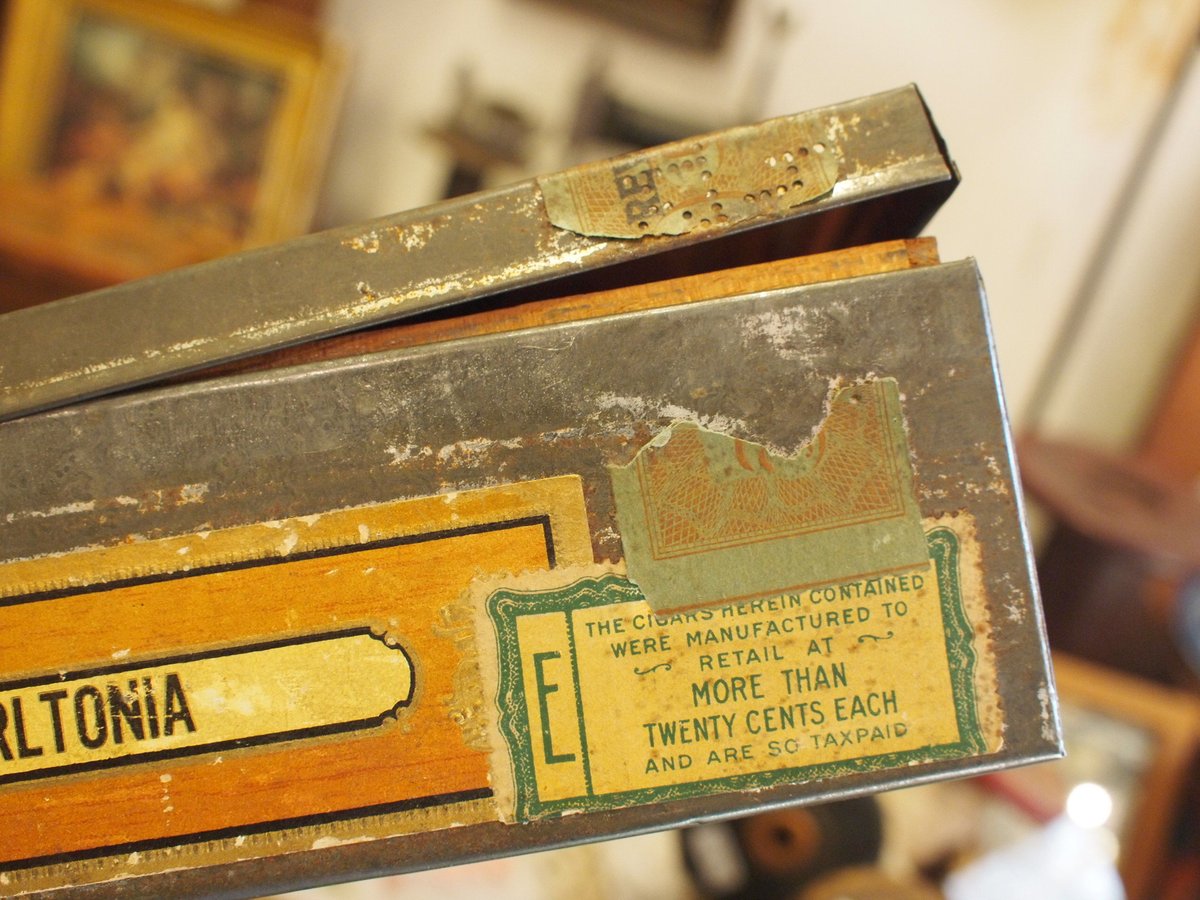 RLTONIA
E
THE CIGARS HEREIN CONTAINED
WERE MANUFACTURED TO
RETAIL AT
MORE THAN
TWENTY CENTS EACH
AND ARE SO TAXPAID